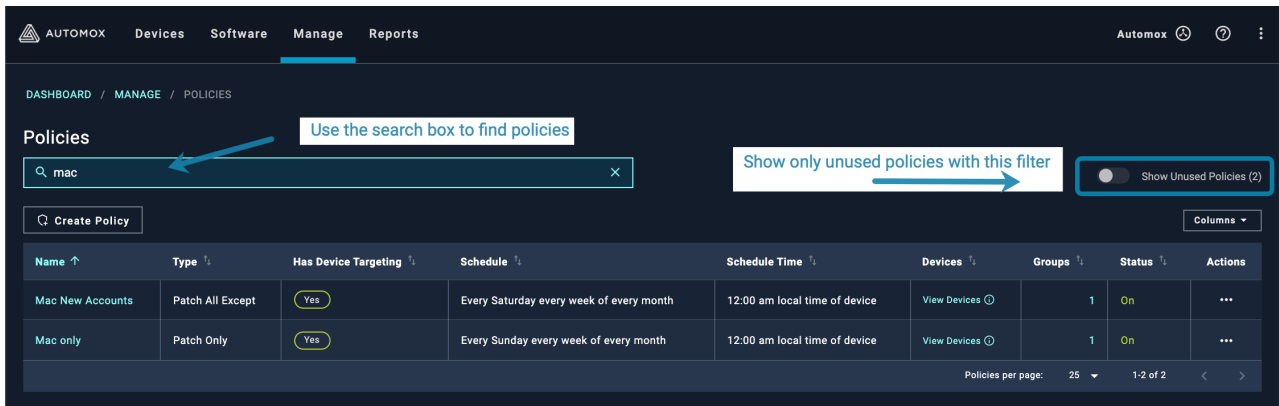 AUTOMOX Devices Software Manage Reports Automox
DASHBOARD / MANAGE / POLICIES
Policies
Use the search box to find policies
Show only unused policies with this filter
mac
Show Unused Policies (2)
Create Policy
Columns
Name Type Has Device Targeting Schedule Schedule Time Devices Groups Status Actions
Mac New Accounts Patch All Except Yes Every Saturday every week of every month 12:00 am local time of device View Devices 1 On
Mac only Patch Only Yes Every Sunday every week of every month 12:00 am local time of device View Devices 1 On
Policies per page: 25 1-2 of 2